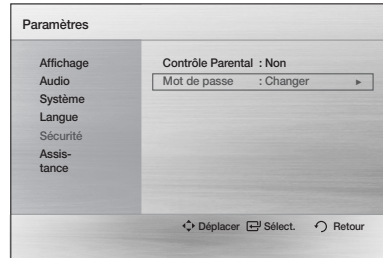 Paramètres
Affichage
Audio
Système
Langue
Sécurité
Assis-
tance
Contrôle Parental : Non
Mot de passe : Changer ►
Déplacer Sélect. Retour